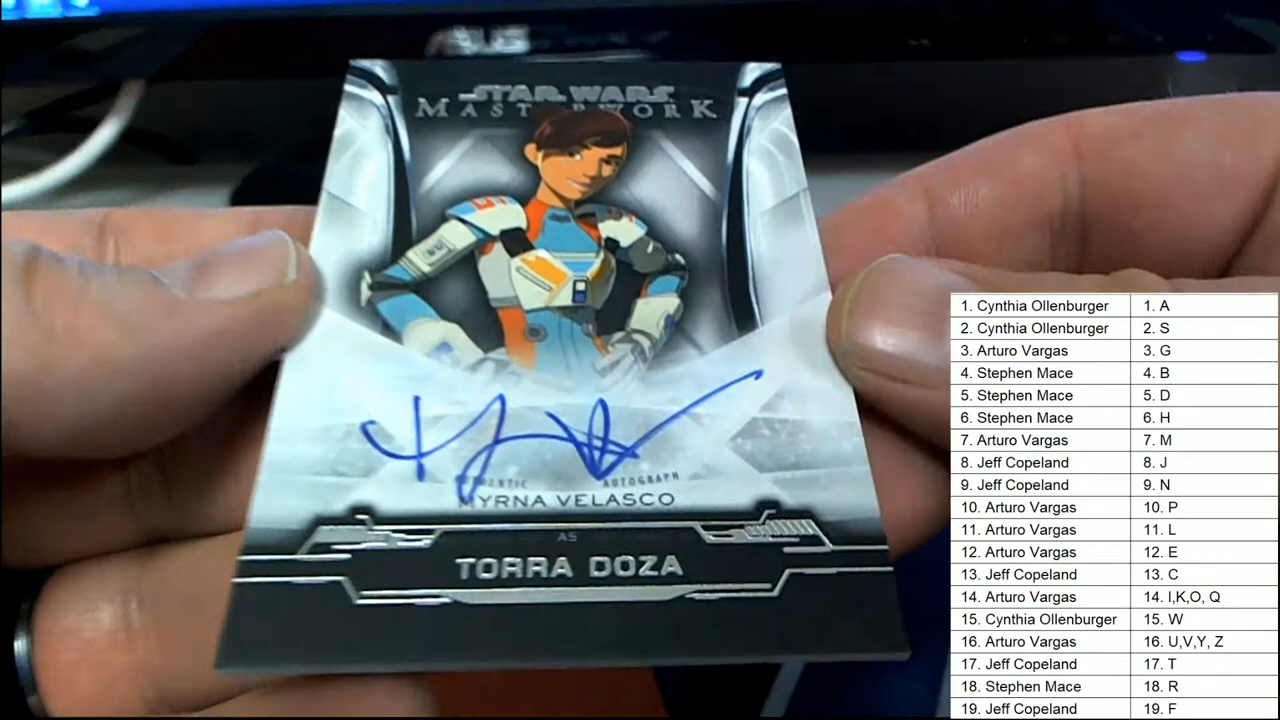 ASUS
STAR WARS
MASTERWORK
AUTHENTIC AUTOGRAPH
MYRNA VELASCO
AS
TORRA DOZA
1. Cynthia Ollenburger 1. A
2. Cynthia Ollenburger 2. S
3. Arturo Vargas 3. G
4. Stephen Mace 4. B
5. Stephen Mace 5. D
6. Stephen Mace 6. H
7. Arturo Vargas 7. M
8. Jeff Copeland 8. J
9. Jeff Copeland 9. N
10. Arturo Vargas 10. P
11. Arturo Vargas 11. L
12. Arturo Vargas 12. E
13. Jeff Copeland 13. C
14. Arturo Vargas 14. I,K,O, Q
15. Cynthia Ollenburger 15. W
16. Arturo Vargas 16. U,V,Y, Z
17. Jeff Copeland 17. T
18. Stephen Mace 18. R
19. Jeff Copeland 19. F